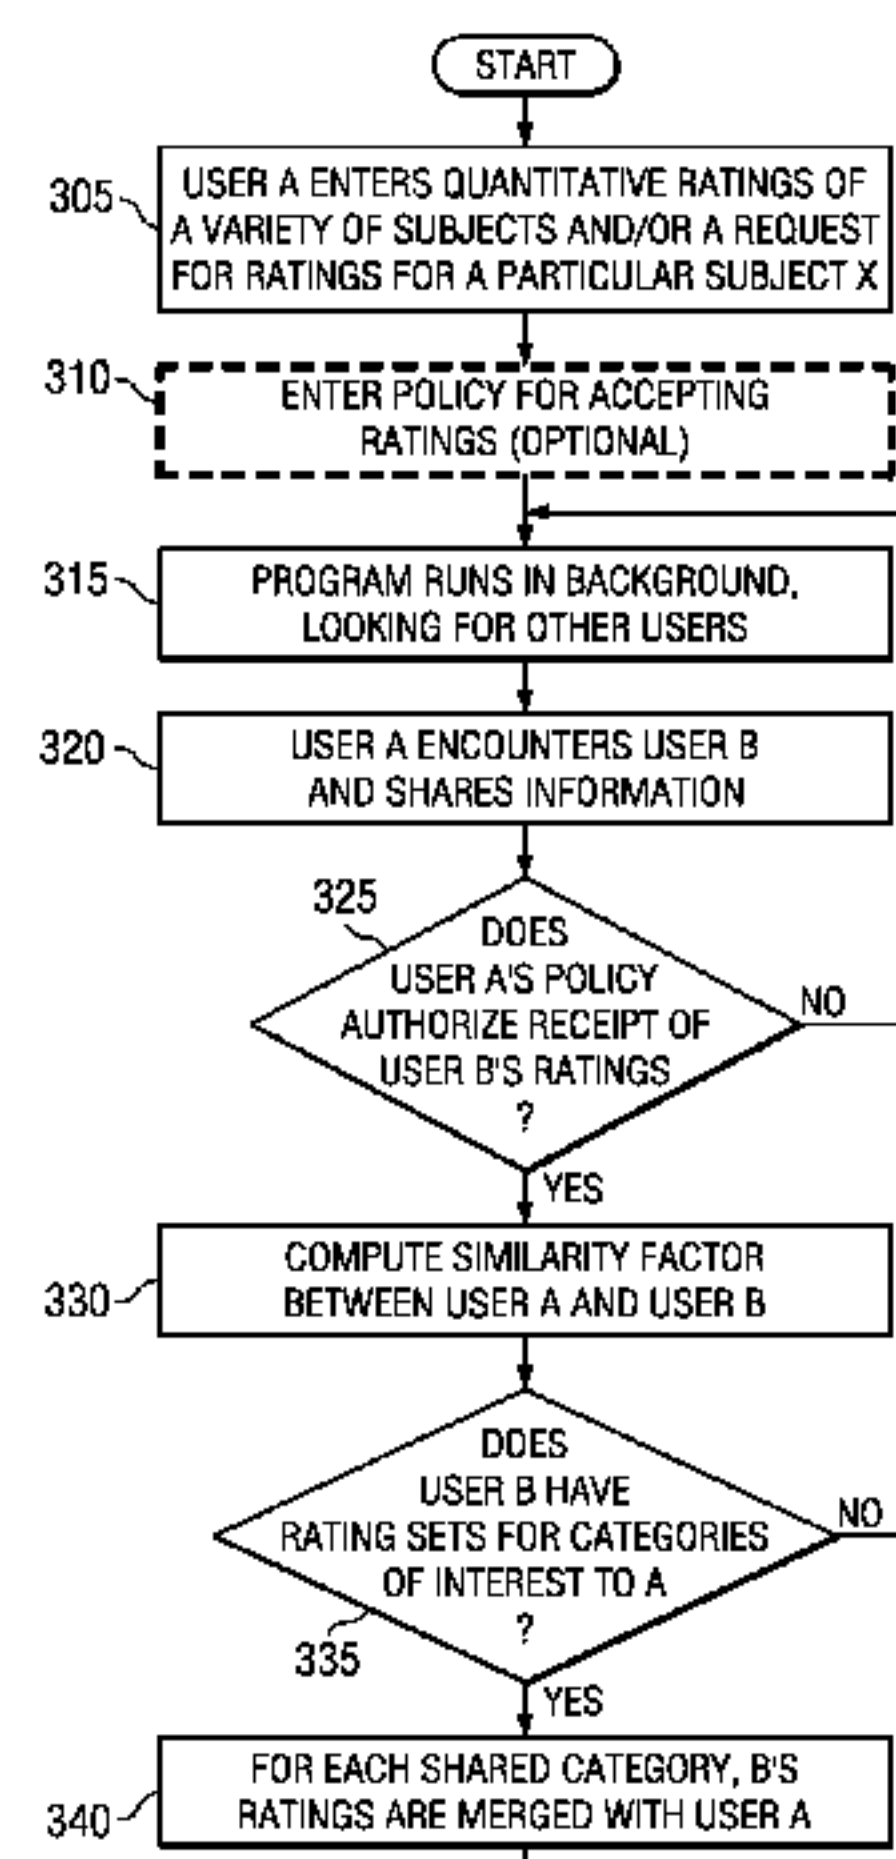 START
305
USER A ENTERS QUANTITATIVE RATINGS OF
A VARIETY OF SUBJECTS AND/OR A REQUEST
FOR RATINGS FOR A PARTICULAR SUBJECT X
310
ENTER POLICY FOR ACCEPTING
RATINGS (OPTIONAL)
315
PROGRAM RUNS IN BACKGROUND,
LOOKING FOR OTHER USERS
320
USER A ENCOUNTERS USER B
AND SHARES INFORMATION
325
DOES
USER A'S POLICY
AUTHORIZE RECEIPT OF
USER B'S RATINGS
?
NO
YES
330
COMPUTE SIMILARITY FACTOR
BETWEEN USER A AND USER B
DOES
USER B HAVE
RATING SETS FOR CATEGORIES
OF INTEREST TO A
?
NO
335
YES
340
FOR EACH SHARED CATEGORY, B'S
RATINGS ARE MERGED WITH USER A